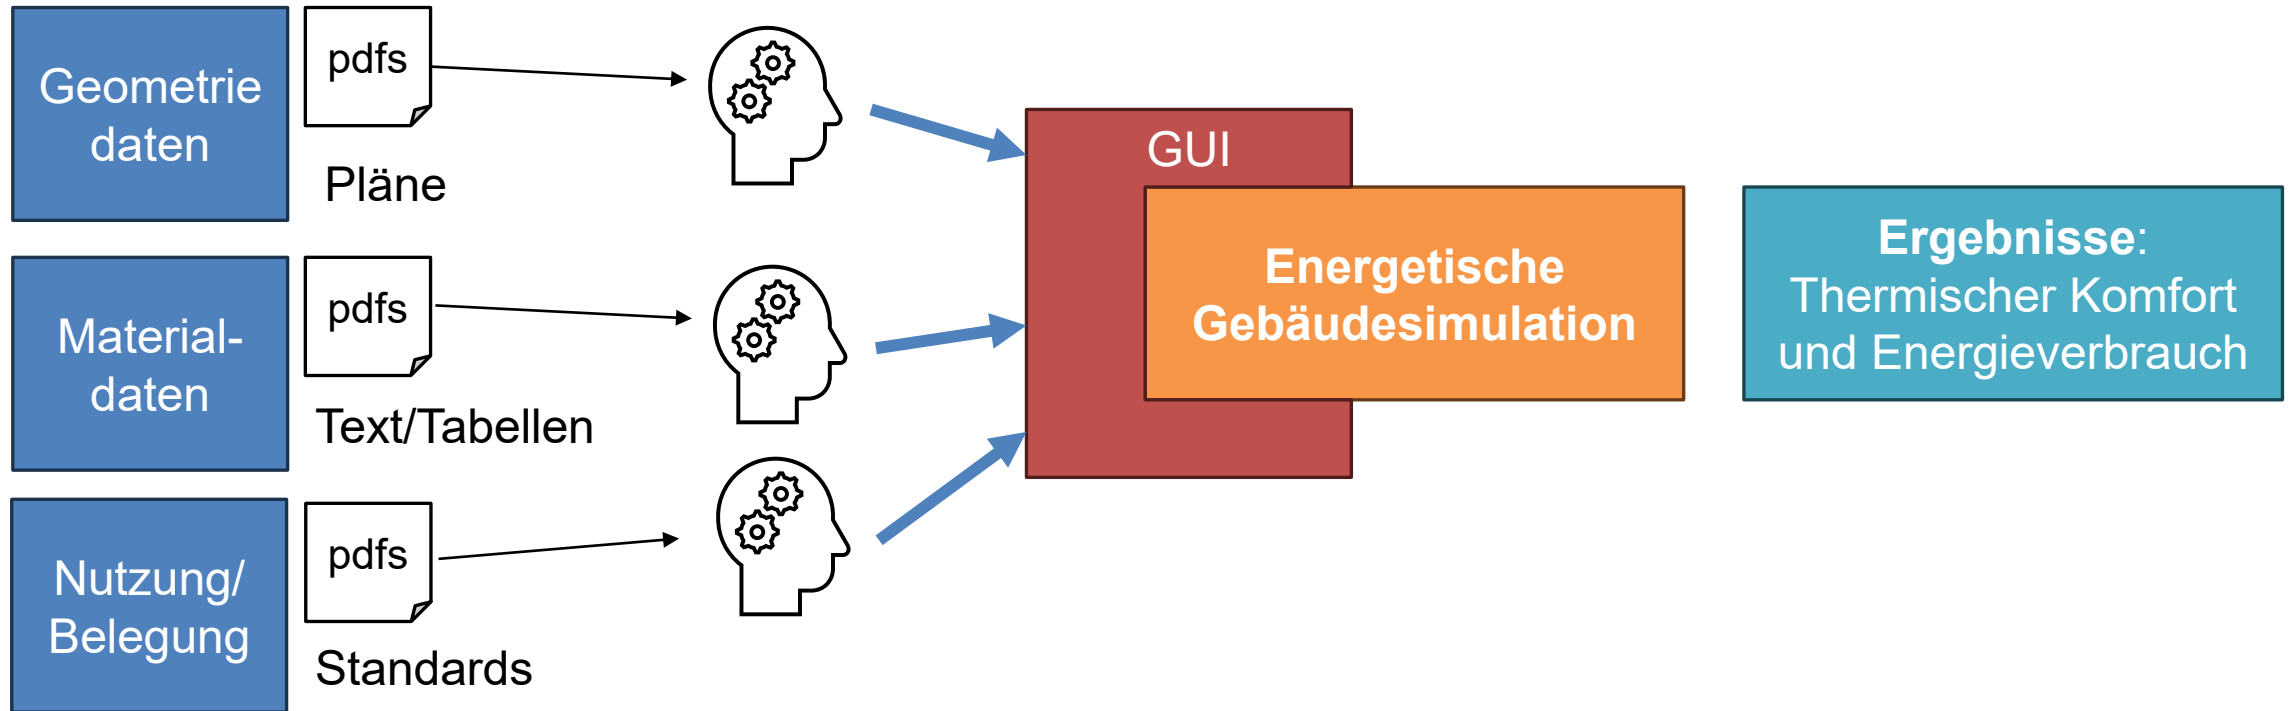 Geometrie
daten
pdfs
Pläne
Material-
daten
pdfs
Text/Tabellen
Nutzung/
Belegung
pdfs
Standards
GUI
Energetische
Gebäudesimulation
Ergebnisse:
Thermischer Komfort
und Energieverbrauch